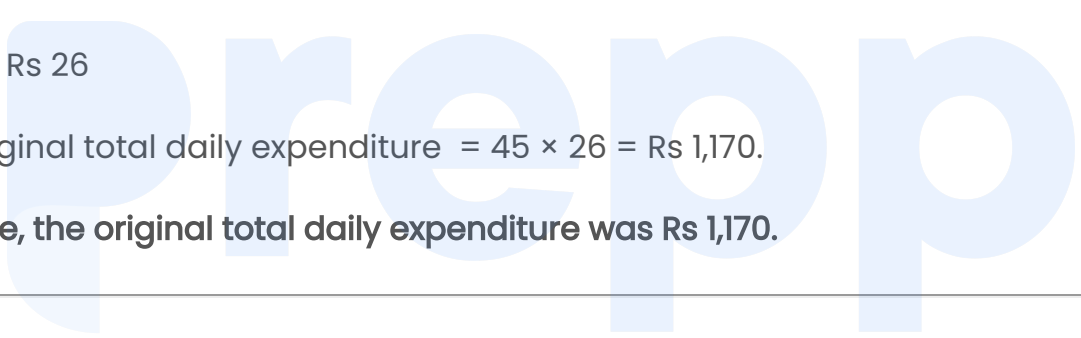 Rs 26
ginal total daily expenditure = 45 × 26 = Rs 1,170.
e, the original total daily expenditure was Rs 1,170.
prepp